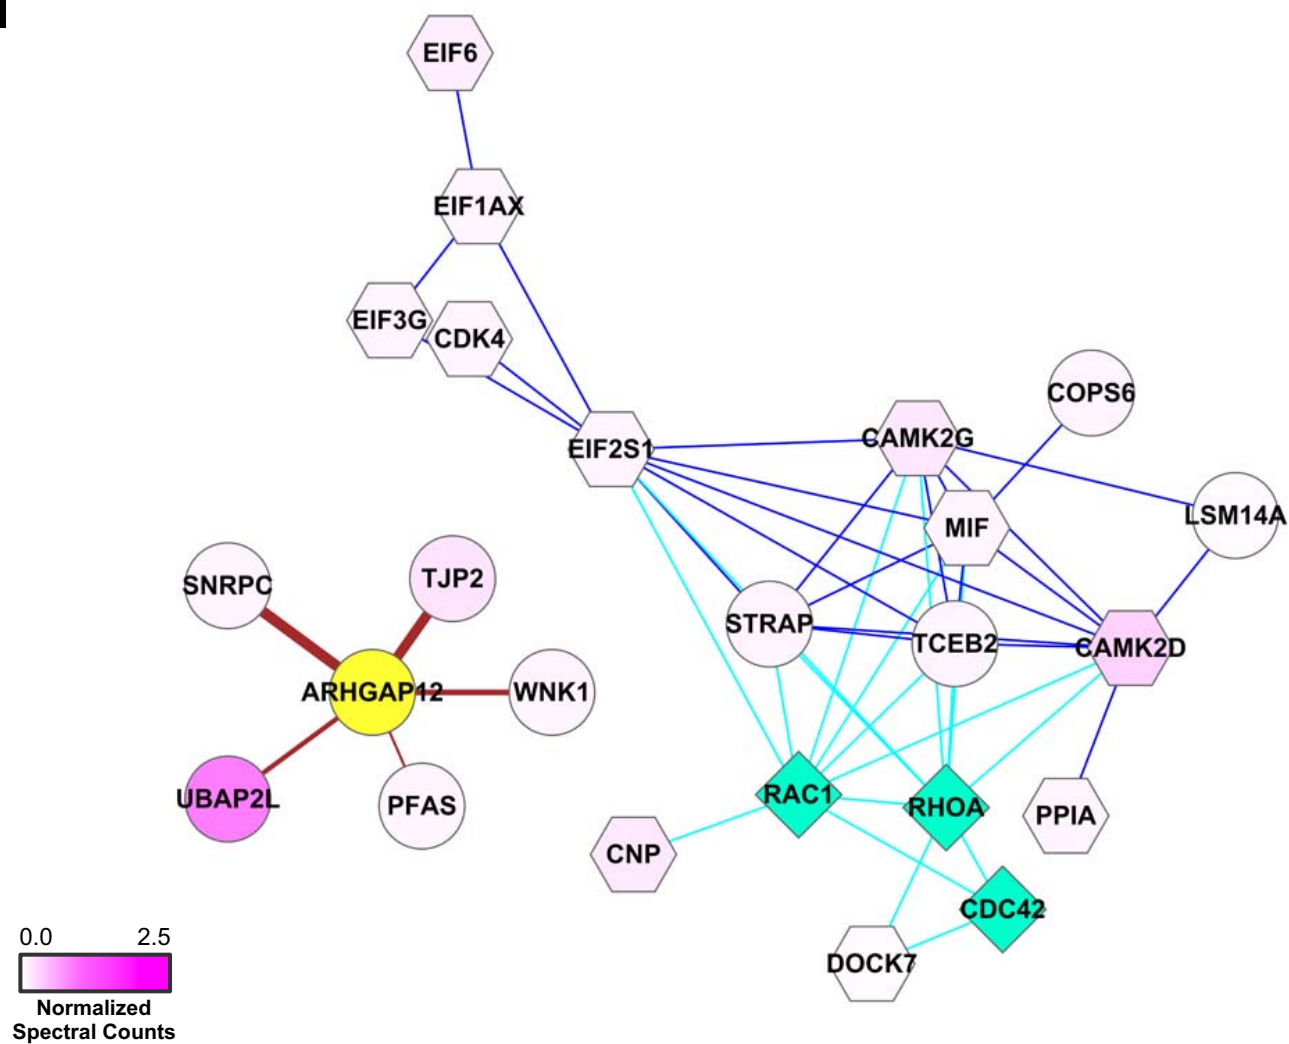 EIF6
EIF1AX
EIF3G
CDK4
COPS6
CAMK2G
EIF2S1
LSM14A
MIF
TJP2
SNRPC
STRAP
TCEB2
CAMK2D
ARHGAP12
WNK1
RAC1
UBAP2L
PFAS
RHOA
PPIA
CNP
CDC42
DOCK7
0.0 2.5
Normalized
Spectral Counts